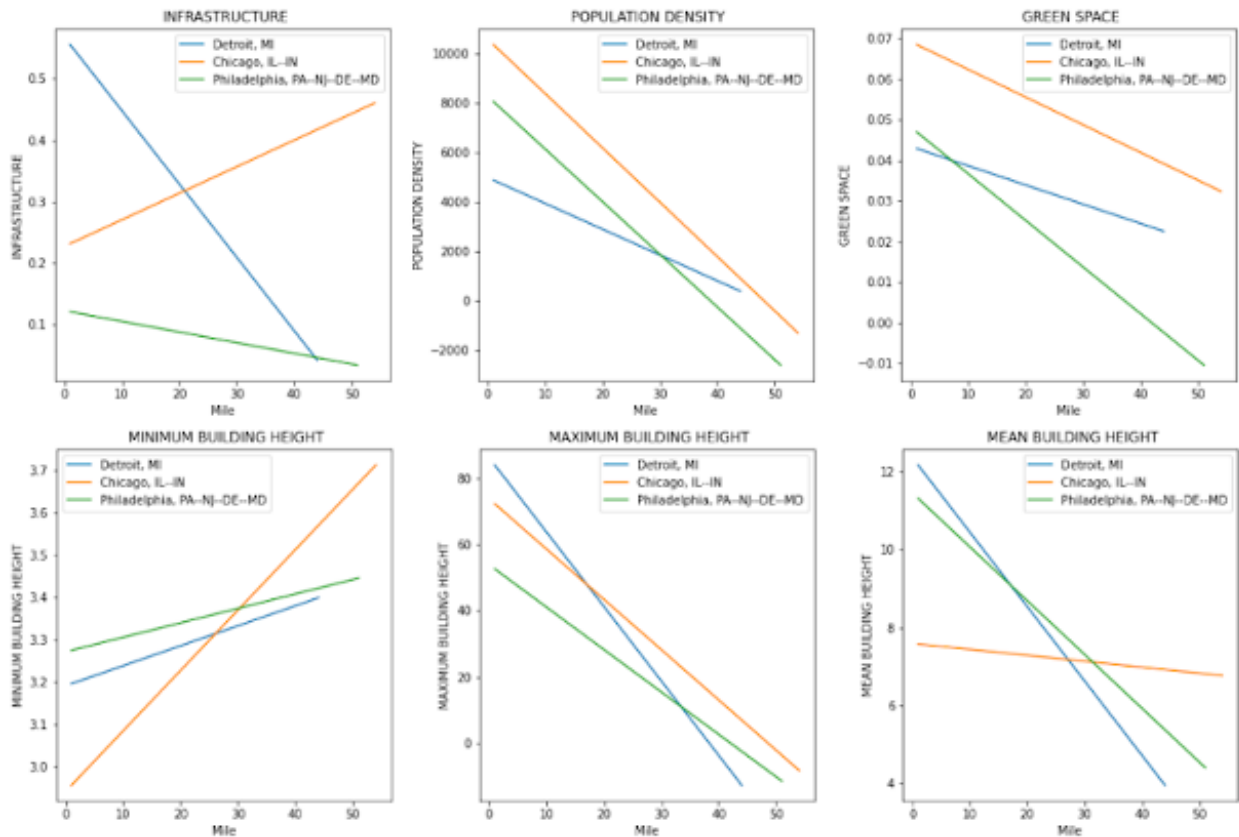 INFRASTRUCTURE
Detroit, MI
Chicago, IL--IN
Philadelphia, PA--NJ--DE--MD
INFRASTRUCTURE
0.5
0.4
0.3
0.2
0.1
0 10 20 30 40 50
Mile
POPULATION DENSITY
Detroit, MI
Chicago, IL--IN
Philadelphia, PA--NJ--DE--MD
POPULATION DENSITY
10000
8000
6000
4000
2000
0
−2000
0 10 20 30 40 50
Mile
GREEN SPACE
Detroit, MI
Chicago, IL--IN
Philadelphia, PA--NJ--DE--MD
GREEN SPACE
0.07
0.06
0.05
0.04
0.03
0.02
0.01
0.00
−0.01
0 10 20 30 40 50
Mile
MINIMUM BUILDING HEIGHT
Detroit, MI
Chicago, IL--IN
Philadelphia, PA--NJ--DE--MD
MINIMUM BUILDING HEIGHT
3.7
3.6
3.5
3.4
3.3
3.2
3.1
3.0
0 10 20 30 40 50
Mile
MAXIMUM BUILDING HEIGHT
Detroit, MI
Chicago, IL--IN
Philadelphia, PA--NJ--DE--MD
MAXIMUM BUILDING HEIGHT
80
60
40
20
0
0 10 20 30 40 50
Mile
MEAN BUILDING HEIGHT
Detroit, MI
Chicago, IL--IN
Philadelphia, PA--NJ--DE--MD
MEAN BUILDING HEIGHT
12
10
8
6
4
0 10 20 30 40 50
Mile